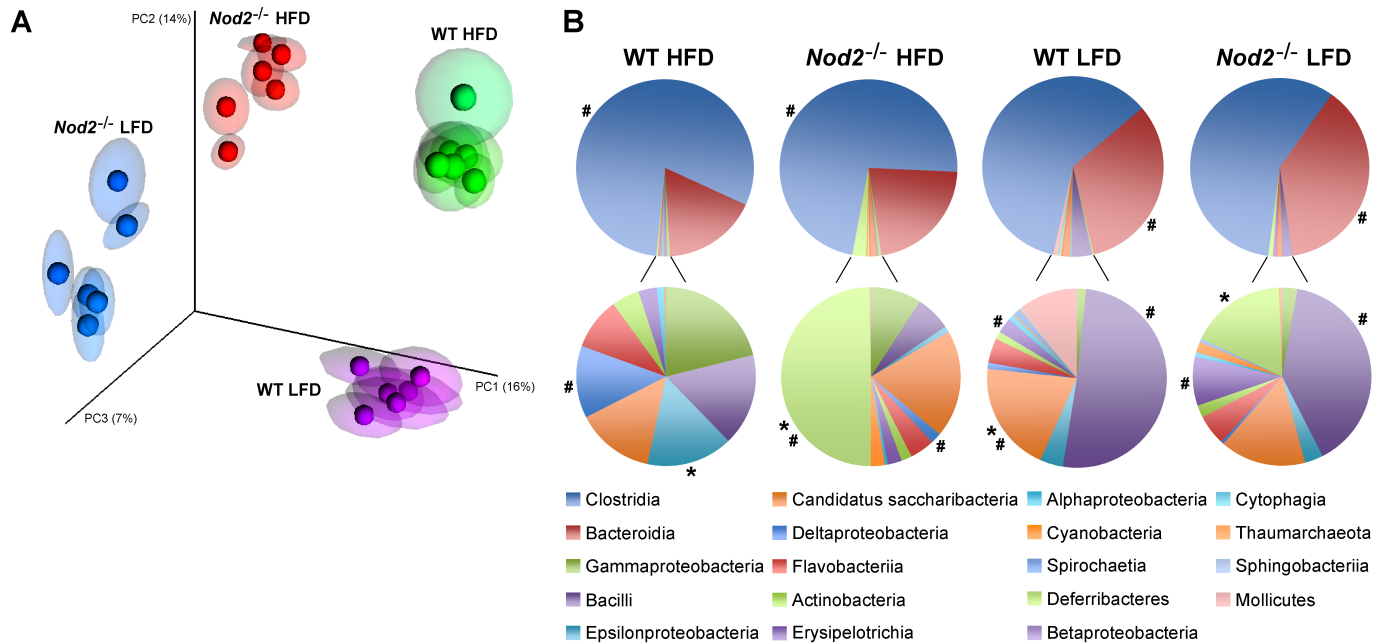 A
PC2 (14%)
Nod2-/- HFD
WT HFD
Nod2-/- LFD
PC1 (16%)
WT LFD
PC3 (7%)
B
WT HFD
Nod2-/- HFD
WT LFD
Nod2-/- LFD
#
#
#
#
*
#
#
#
#
#
*
#
#
*
#
*
Clostridia
Candidatus saccharibacteria
Alphaproteobacteria
Cytophagia
Bacteroidia
Deltaproteobacteria
Cyanobacteria
Thaumarchaeota
Gammaproteobacteria
Flavobacteriia
Spirochaetia
Sphingobacteriia
Bacilli
Actinobacteria
Deferribacteres
Mollicutes
Epsilonproteobacteria
Erysipelotrichia
Betaproteobacteria